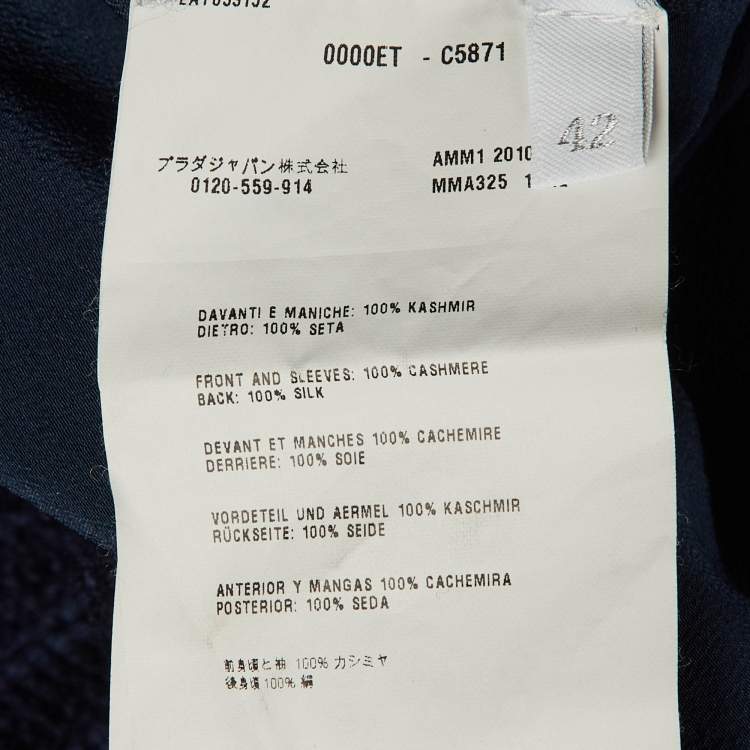 0000ET - C5871
42
プラダジャパン株式会社
0120-559-914
AMM1 2010
MMA325
DAVANTI E MANICHE: 100% KASHMIR
DIETRO: 100% SETA
FRONT AND SLEEVES: 100% CASHMERE
BACK: 100% SILK
DEVANT ET MANCHES 100% CACHEMIRE
DERRIERE: 100% SOIE
VORDETEIL UND AERMEL 100% KASCHMIR
RÜCKSEITE: 100% SEIDE
ANTERIOR Y MANGAS 100% CACHEMIRA
POSTERIOR: 100% SEDA
前身頃と袖 100% カシミヤ
後身頃 100% 絹